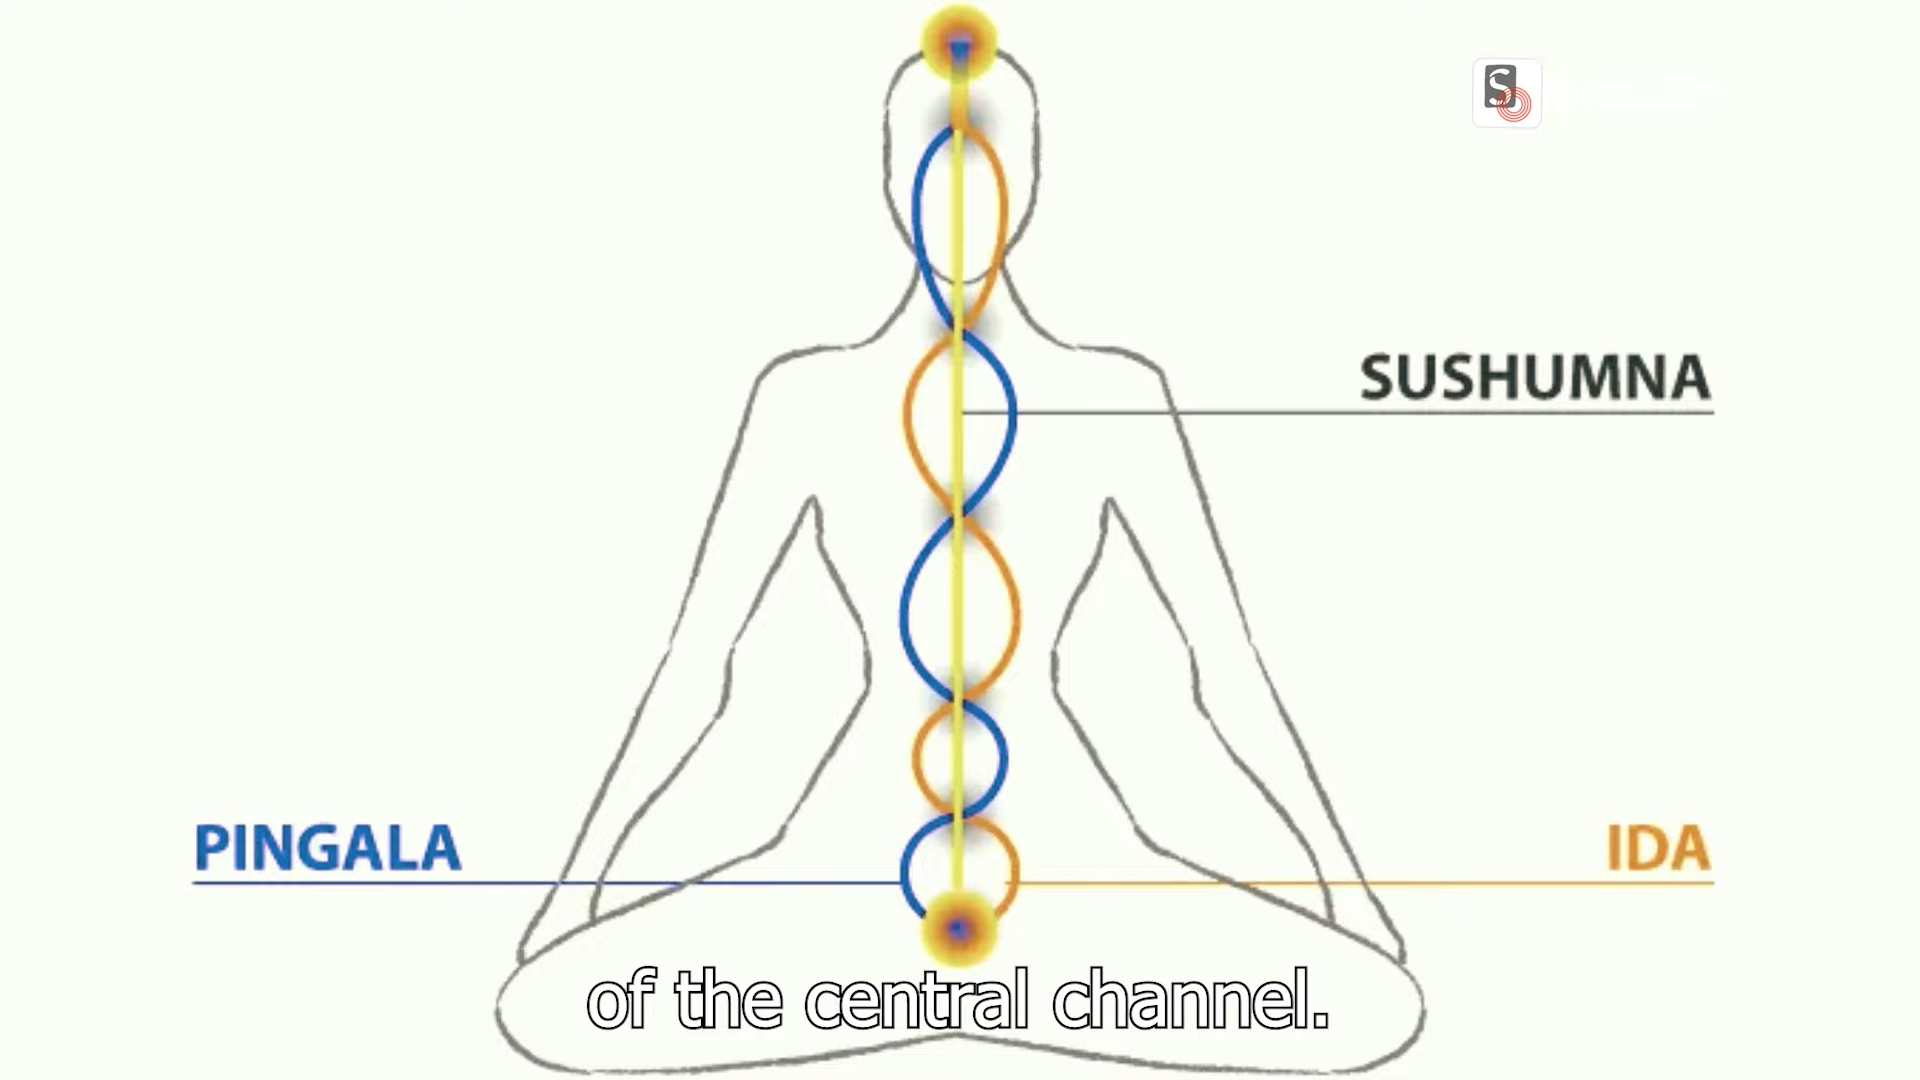 S
SUSHUMNA
PINGALA
IDA
of the central channel.